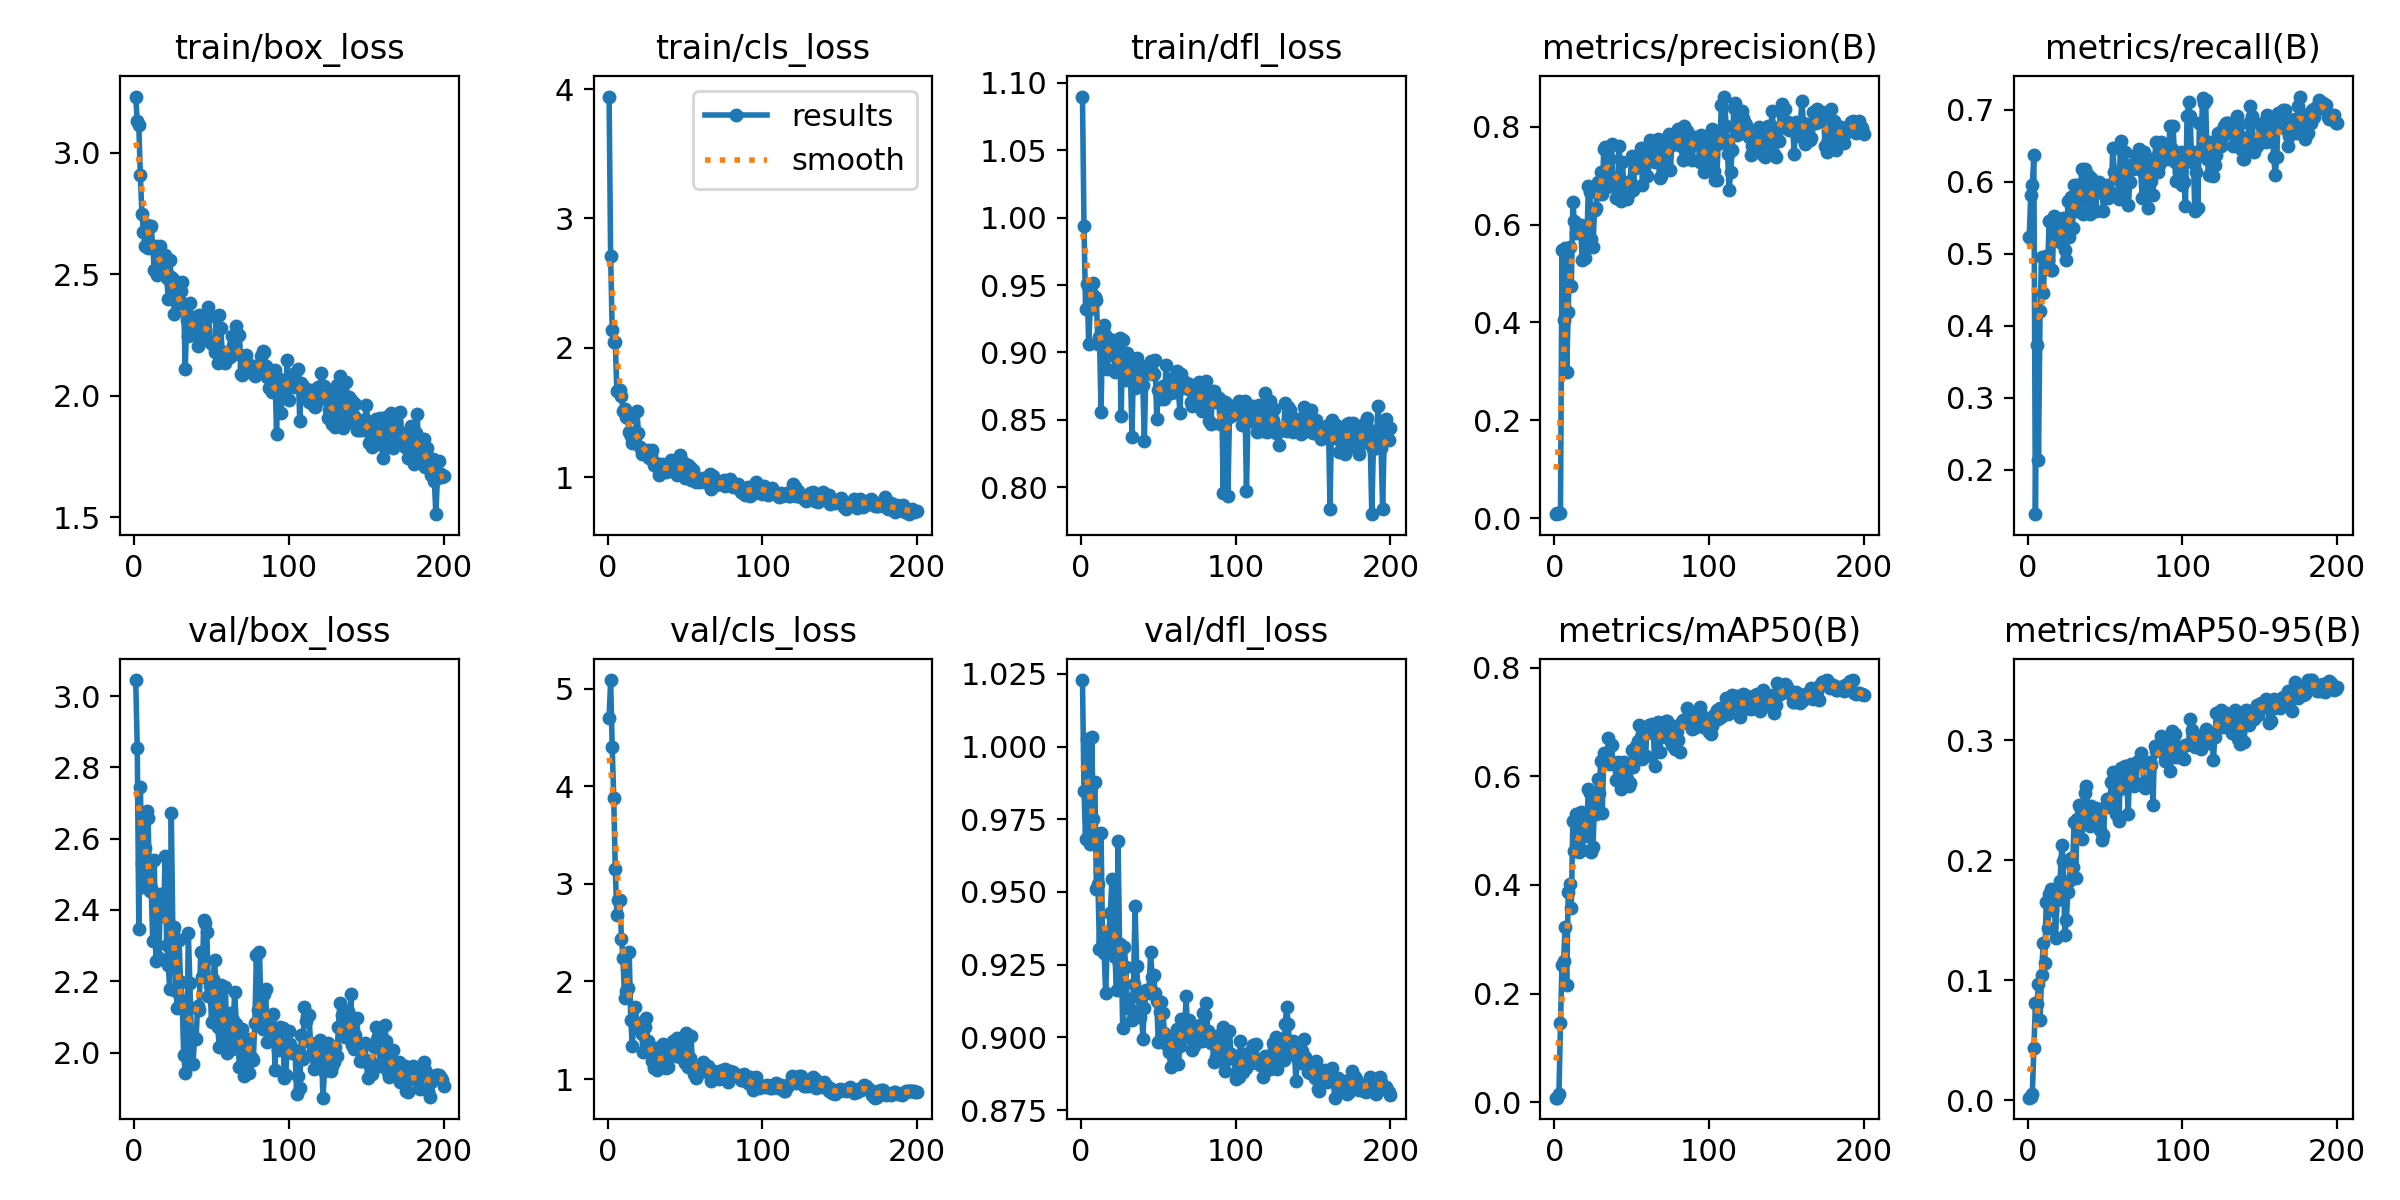 train/box_loss
3.0
2.5
2.0
1.5
0 100 200
train/cls_loss
results
smooth
4
3
2
1
0 100 200
train/dfl_loss
1.10
1.05
1.00
0.95
0.90
0.85
0.80
0 100 200
metrics/precision(B)
0.8
0.6
0.4
0.2
0.0
0 100 200
metrics/recall(B)
0.7
0.6
0.5
0.4
0.3
0.2
0 100 200
val/box_loss
3.0
2.8
2.6
2.4
2.2
2.0
0 100 200
val/cls_loss
5
4
3
2
1
0 100 200
val/dfl_loss
1.025
1.000
0.975
0.950
0.925
0.900
0.875
0 100 200
metrics/mAP50(B)
0.8
0.6
0.4
0.2
0.0
0 100 200
metrics/mAP50-95(B)
0.3
0.2
0.1
0.0
0 100 200